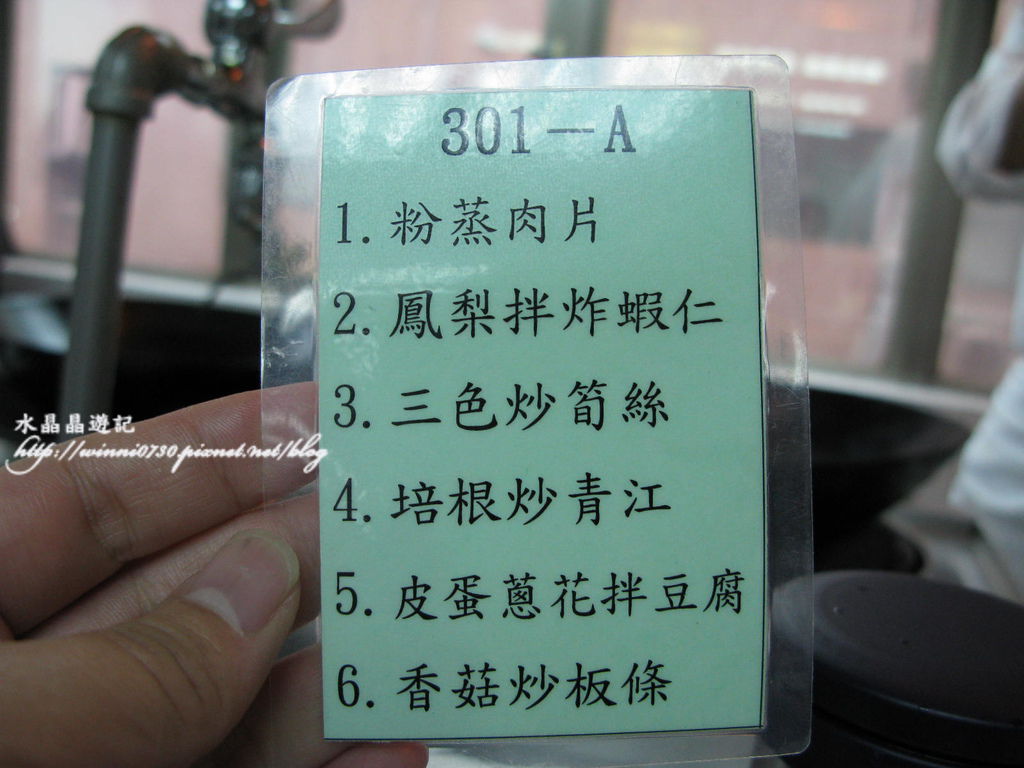 301—A
1. 粉蒸肉片
2. 鳳梨拌炸蝦仁
3. 三色炒筍絲
4. 培根炒青江
5. 皮蛋蔥花拌豆腐
6. 香菇炒板條
水晶晶遊記
http://winni0730.pixnet.net/blog